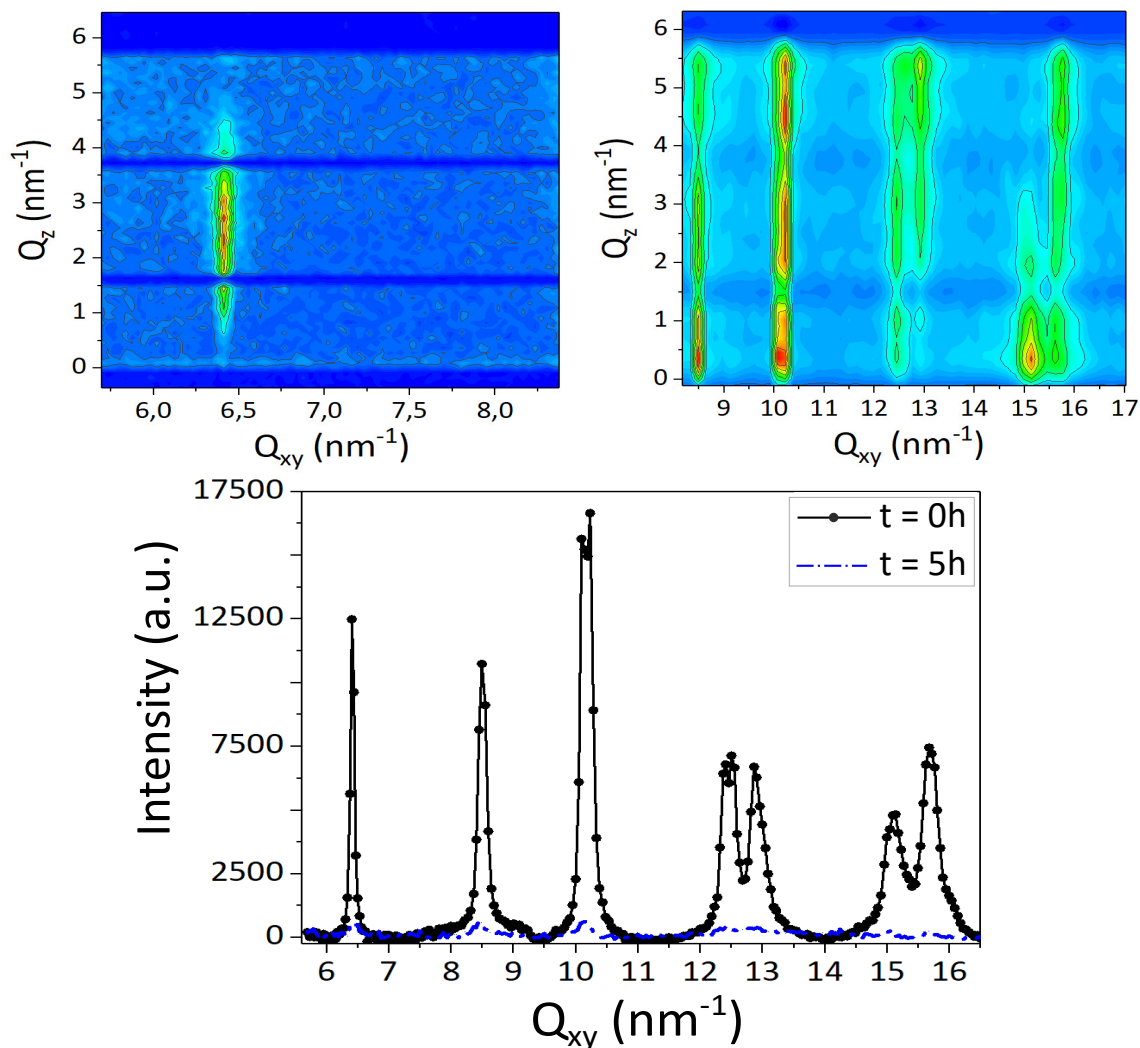 6
5
4
3
2
1
0
Q_z (nm⁻¹)
6,0 6,5 7,0 7,5 8,0
Q_xy (nm⁻¹)
6
5
4
3
2
1
0
Q_z (nm⁻¹)
9 10 11 12 13 14 15 16 17
Q_xy (nm⁻¹)
17500
12500
7500
2500
0
Intensity (a.u.)
t = 0h
t = 5h
6 7 8 9 10 11 12 13 14 15 16
Q_xy (nm⁻¹)